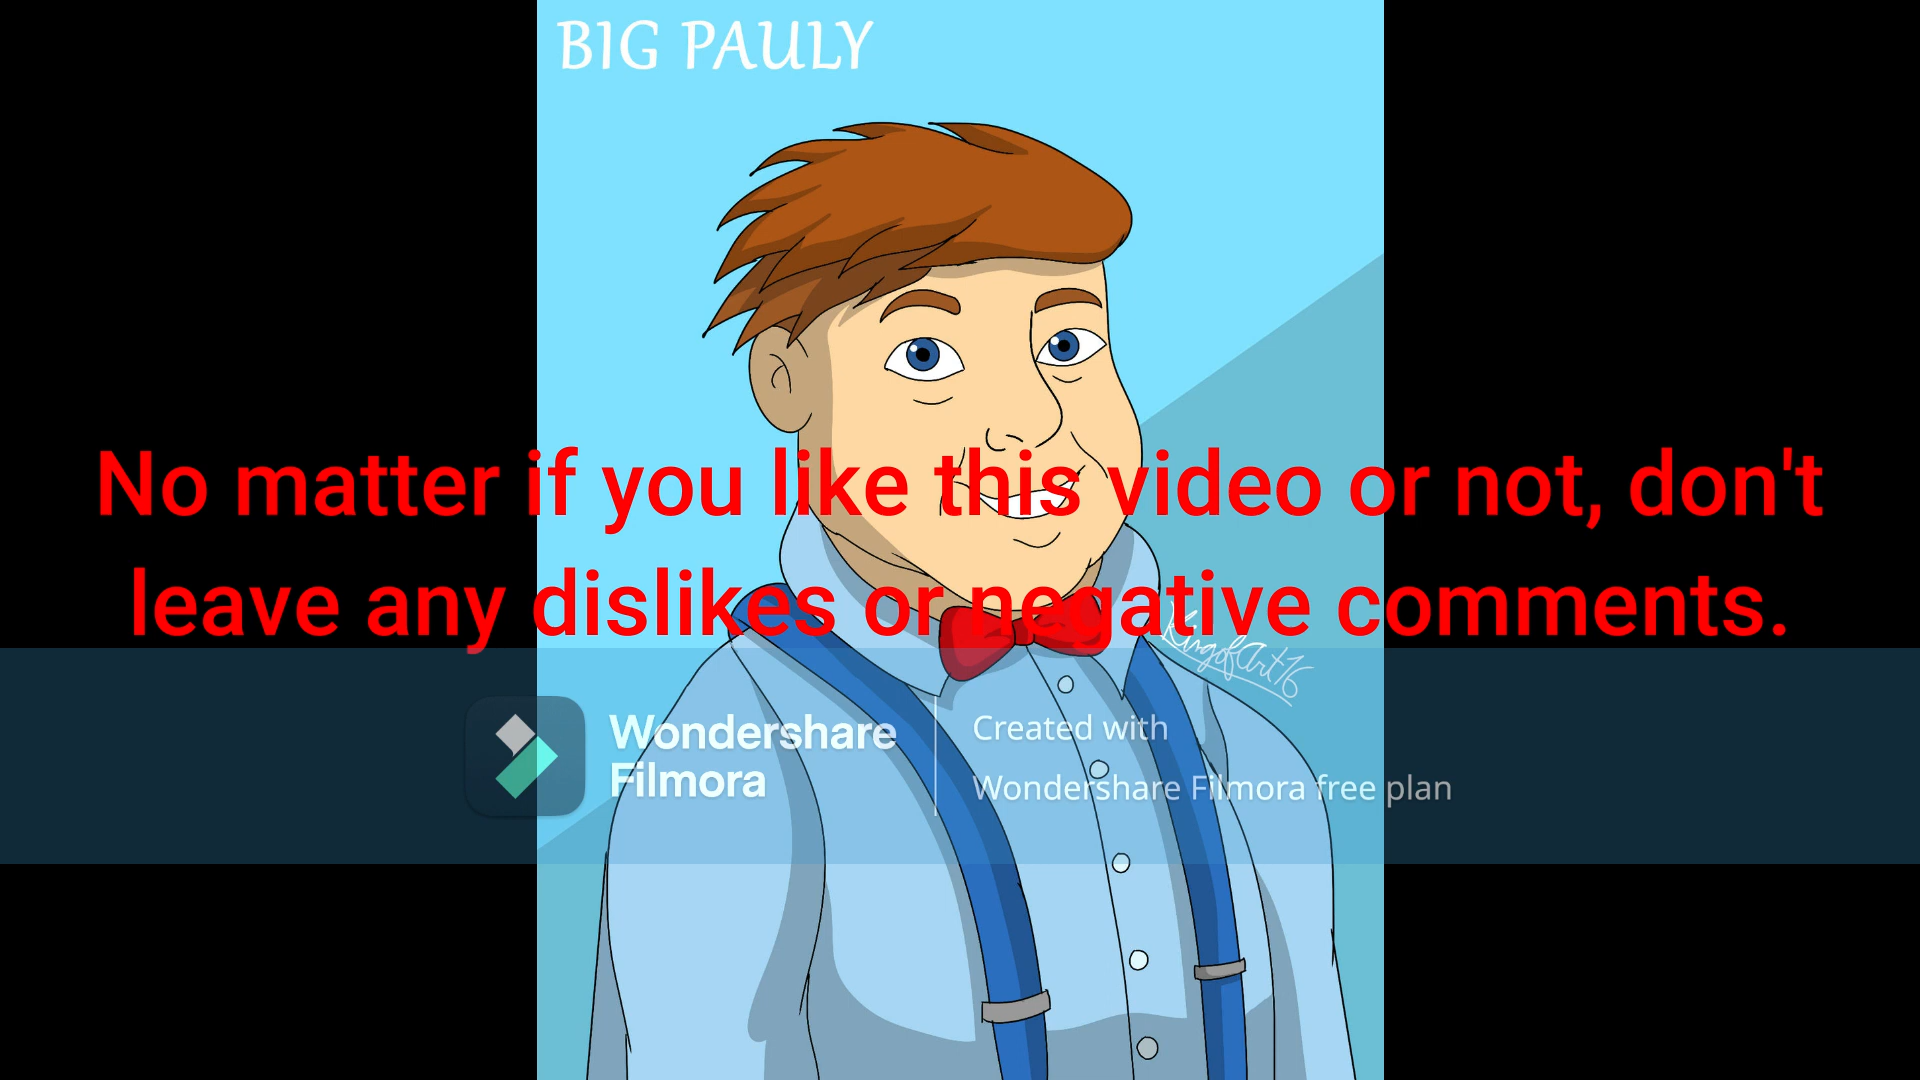 BIG PAULY
No matter if you like this video or not, don't
leave any dislikes or negative comments.
KingofArt16
Wondershare
Filmora
Created with
Wondershare Filmora free plan